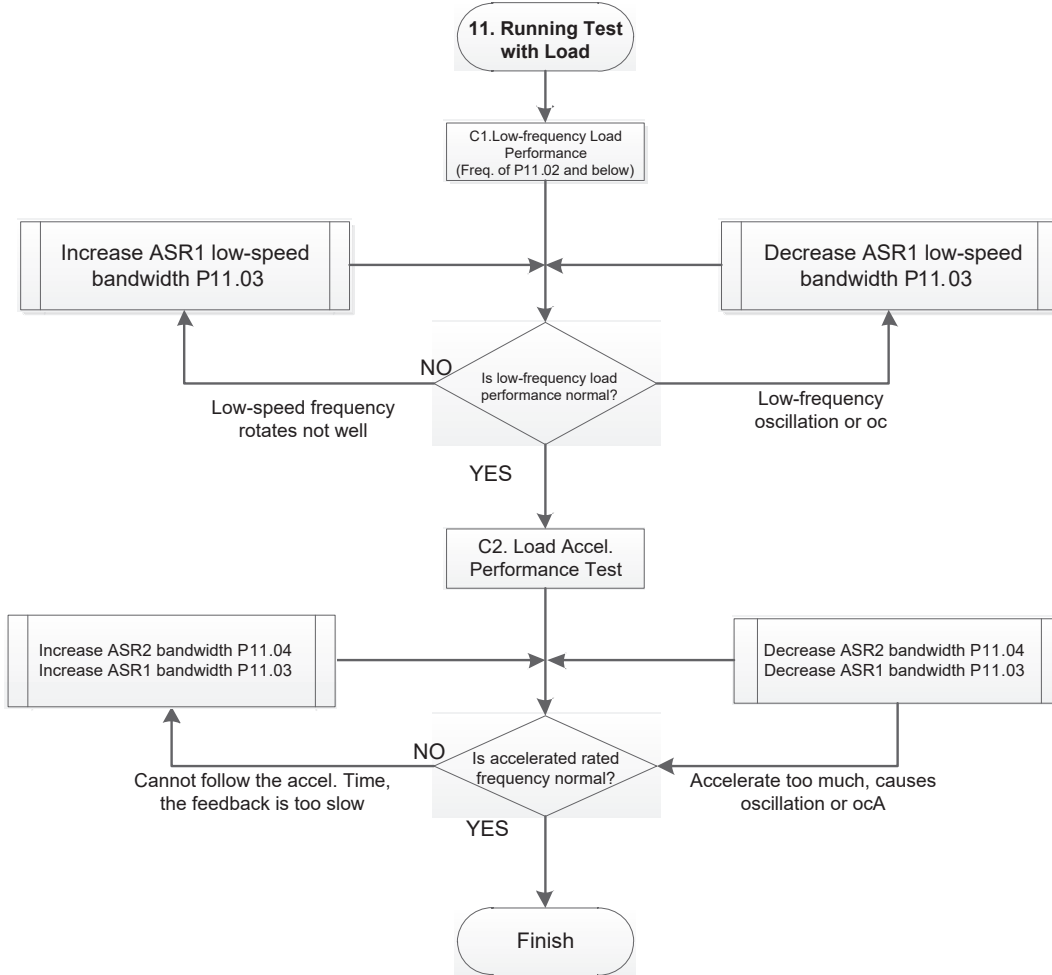 11. Running Test
with Load
C1.Low-frequency Load
Performance
(Freq. of P11.02 and below)
Increase ASR1 low-speed
bandwidth P11.03
Decrease ASR1 low-speed
bandwidth P11.03
NO
Is low-frequency load
performance normal?
Low-speed frequency
rotates not well
Low-frequency
oscillation or oc
YES
C2. Load Accel.
Performance Test
Increase ASR2 bandwidth P11.04
Increase ASR1 bandwidth P11.03
Decrease ASR2 bandwidth P11.04
Decrease ASR1 bandwidth P11.03
NO
Is accelerated rated
frequency normal?
Cannot follow the accel. Time,
the feedback is too slow
Accelerate too much, causes
oscillation or ocA
YES
Finish